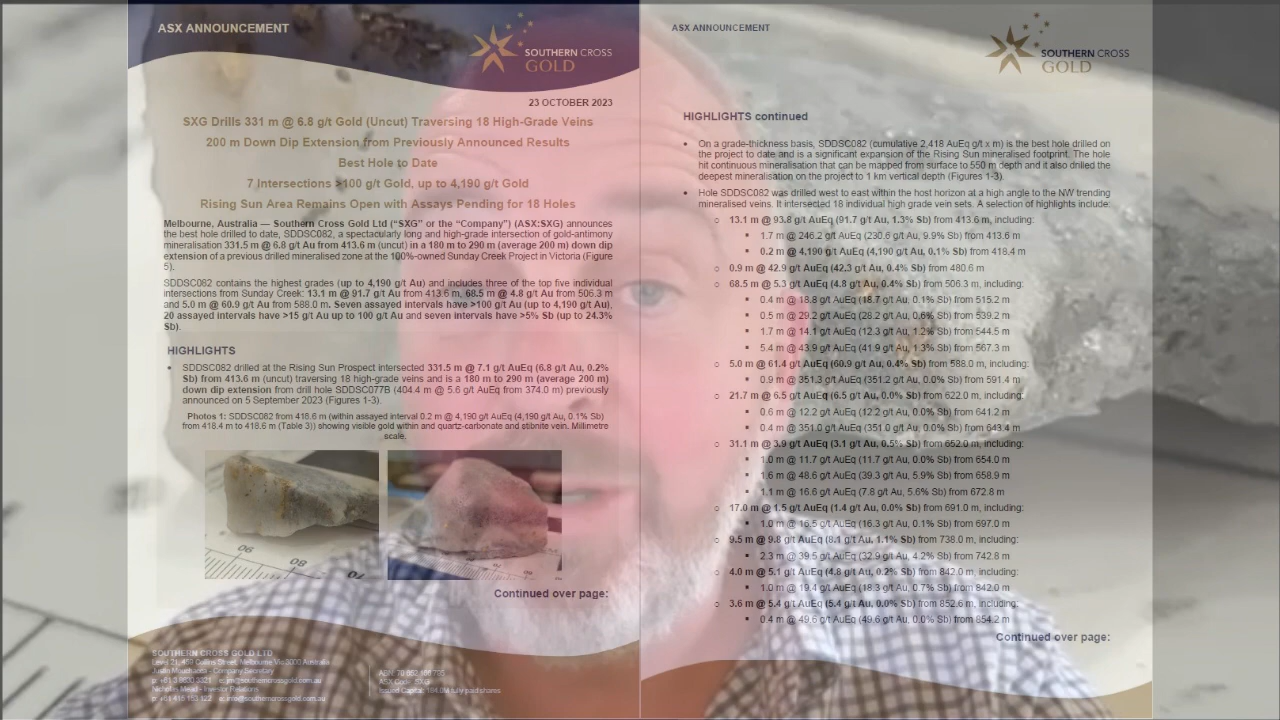 ASX ANNOUNCEMENT
SOUTHERN CROSS
GOLD
23 OCTOBER 2023
SXG Drills 331 m @ 6.8 g/t Gold (Uncut) Traversing 18 High-Grade Veins
200 m Down Dip Extension from Previously Announced Results
Best Hole to Date
7 Intersections >100 g/t Gold, up to 4,190 g/t Gold
Rising Sun Area Remains Open with Assays Pending for 18 Holes
Melbourne, Australia — Southern Cross Gold Ltd (“SXG” or the “Company”) (ASX:SXG) announces
the best hole drilled to date, SDDSC082, a spectacularly long and high-grade intersection of gold-antimony
mineralisation 331.5 m @ 6.8 g/t Au from 413.6 m (uncut) in a 180 m to 290 m (average 200 m) down dip
extension of a previous drilled mineralised zone at the 100%-owned Sunday Creek Project in Victoria (Figure
5).
SDDSC082 contains the highest grades (up to 4,190 g/t Au) and includes three of the top five individual
intersections from Sunday Creek: 13.1 m @ 91.7 g/t Au from 413.6 m, 68.5 m @ 4.8 g/t Au from 506.3 m
and 5.0 m @ 60.9 g/t Au from 588.0 m. Seven assayed intervals have >100 g/t Au (up to 4,190 g/t Au),
20 assayed intervals have >15 g/t Au up to 100 g/t Au and seven intervals have >5% Sb (up to 24.3%
Sb).
HIGHLIGHTS
• SDDSC082 drilled at the Rising Sun Prospect intersected 331.5 m @ 7.1 g/t AuEq (6.8 g/t Au, 0.2%
Sb) from 413.6 m (uncut) traversing 18 high-grade veins and is a 180 m to 290 m (average 200 m)
down dip extension from drill hole SDDSC077B (404.4 m @ 5.6 g/t AuEq from 374.0 m) previously
announced on 5 September 2023 (Figures 1-3).
Photos 1: SDDSC082 from 418.6 m (within assayed interval 0.2 m @ 4,190 g/t AuEq (4,190 g/t Au, 0.1% Sb)
from 418.4 m to 418.6 m (Table 3)) showing visible gold within and quartz-carbonate and stibnite vein. Millimetre
scale.
Continued over page:
SOUTHERN CROSS GOLD LTD
Level 21, 459 Collins Street, Melbourne Vic 3000 Australia
Justin Mouchacca - Company Secretary
Nicholas Mead - Investor Relations
ASX Code: SXG
ASX ANNOUNCEMENT
SOUTHERN CROSS
GOLD
HIGHLIGHTS continued
• On a grade-thickness basis, SDDSC082 (cumulative 2,418 AuEq g/t x m) is the best hole drilled on
the project to date and is a significant expansion of the Rising Sun mineralised footprint. The hole
hit continuous mineralisation that can be mapped from surface to 550 m depth and it also drilled the
deepest mineralisation on the project to 1 km vertical depth (Figures 1-3).
• Hole SDDSC082 was drilled west to east within the host horizon at a high angle to the NW trending
mineralised veins. It intersected 18 individual high grade vein sets. A selection of highlights include:
○ 13.1 m @ 93.8 g/t AuEq (91.7 g/t Au, 1.3% Sb) from 413.6 m, including:
▪ 1.7 m @ 246.2 g/t AuEq (230.6 g/t Au, 9.9% Sb) from 413.6 m
▪ 0.2 m @ 4,190 g/t AuEq (4,190 g/t Au, 0.1% Sb) from 418.4 m
○ 0.9 m @ 42.9 g/t AuEq (42.3 g/t Au, 0.4% Sb) from 480.6 m
○ 68.5 m @ 5.3 g/t AuEq (4.8 g/t Au, 0.4% Sb) from 506.3 m, including:
▪ 0.4 m @ 18.8 g/t AuEq (18.7 g/t Au, 0.1% Sb) from 515.2 m
▪ 0.5 m @ 29.2 g/t AuEq (28.2 g/t Au, 0.6% Sb) from 539.2 m
▪ 1.7 m @ 14.1 g/t AuEq (12.3 g/t Au, 1.2% Sb) from 544.5 m
▪ 5.4 m @ 43.9 g/t AuEq (41.9 g/t Au, 1.3% Sb) from 567.3 m
○ 5.0 m @ 61.4 g/t AuEq (60.9 g/t Au, 0.4% Sb) from 588.0 m, including:
▪ 0.9 m @ 351.3 g/t AuEq (351.2 g/t Au, 0.0% Sb) from 591.4 m
○ 21.7 m @ 6.5 g/t AuEq (6.5 g/t Au, 0.0% Sb) from 622.0 m, including:
▪ 0.6 m @ 12.2 g/t AuEq (12.2 g/t Au, 0.0% Sb) from 641.2 m
▪ 0.4 m @ 351.0 g/t AuEq (351.0 g/t Au, 0.0% Sb) from 643.4 m
○ 31.1 m @ 3.9 g/t AuEq (3.1 g/t Au, 0.5% Sb) from 652.0 m, including:
▪ 1.0 m @ 11.7 g/t AuEq (11.7 g/t Au, 0.0% Sb) from 654.0 m
▪ 1.6 m @ 48.6 g/t AuEq (39.3 g/t Au, 5.9% Sb) from 658.9 m
▪ 1.1 m @ 16.6 g/t AuEq (7.8 g/t Au, 5.6% Sb) from 672.8 m
○ 17.0 m @ 1.5 g/t AuEq (1.4 g/t Au, 0.0% Sb) from 691.0 m, including:
▪ 1.0 m @ 16.5 g/t AuEq (16.3 g/t Au, 0.1% Sb) from 697.0 m
○ 9.5 m @ 9.8 g/t AuEq (8.1 g/t Au, 1.1% Sb) from 738.0 m, including:
▪ 2.3 m @ 39.5 g/t AuEq (32.9 g/t Au, 4.2% Sb) from 742.8 m
○ 4.0 m @ 5.1 g/t AuEq (4.8 g/t Au, 0.2% Sb) from 842.0 m, including:
▪ 1.0 m @ 19.4 g/t AuEq (18.3 g/t Au, 0.7% Sb) from 842.0 m
○ 3.6 m @ 5.4 g/t AuEq (5.4 g/t Au, 0.0% Sb) from 852.6 m, including:
▪ 0.4 m @ 49.6 g/t AuEq (49.6 g/t Au, 0.0% Sb) from 854.2 m
Continued over page: